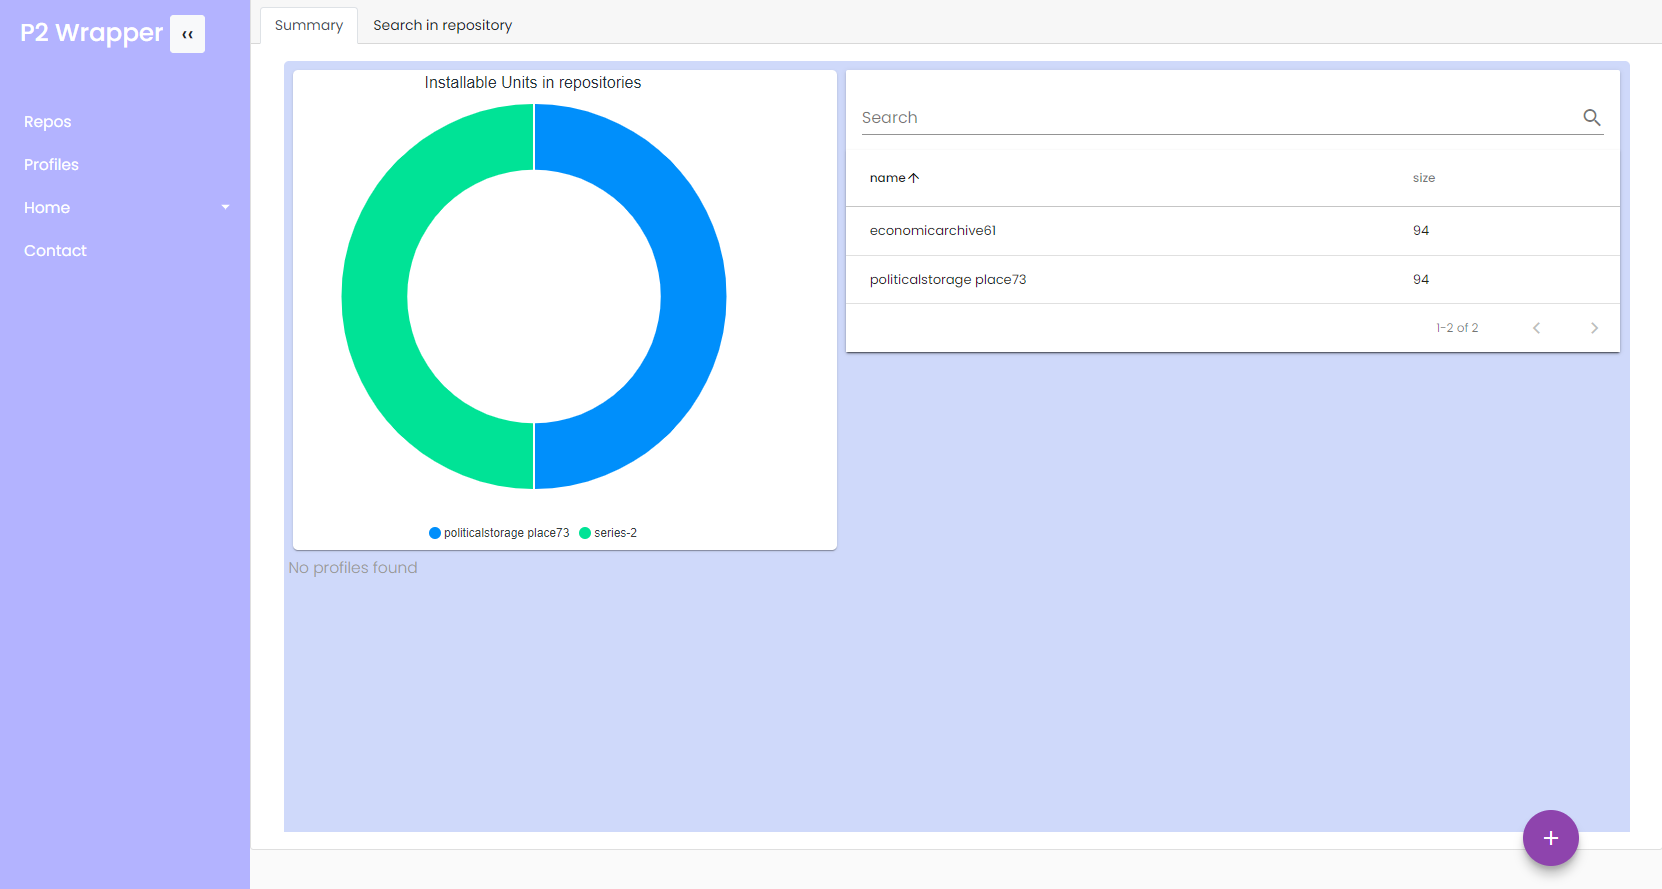 P2 Wrapper ‹‹
Repos
Profiles
Home
Contact
Summary
Search in repository
Installable Units in repositories
politicalstorage place73
series-2
No profiles found
Search
name size
economicarchive61 94
politicalstorage place73 94
1-2 of 2
+